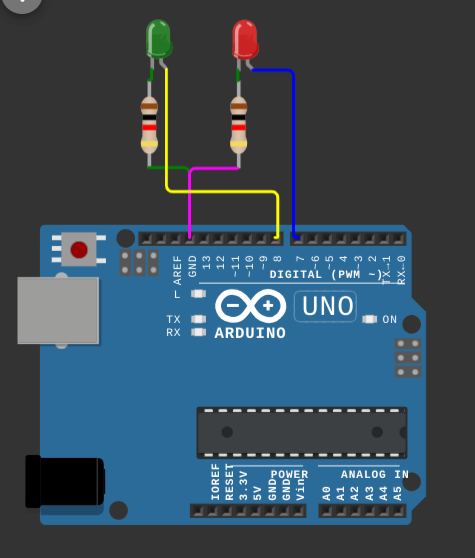 AREF
GND
13
12
~11
~10
~9
8
7
~6
~5
4
~3
2
TX→1
RX←0
DIGITAL (PWM ~)
L
TX
RX
UNO
ARDUINO
ON
IOREF
RESET
3.3V
5V
GND
GND
Vin
POWER
ANALOG IN
A0
A1
A2
A3
A4
A5